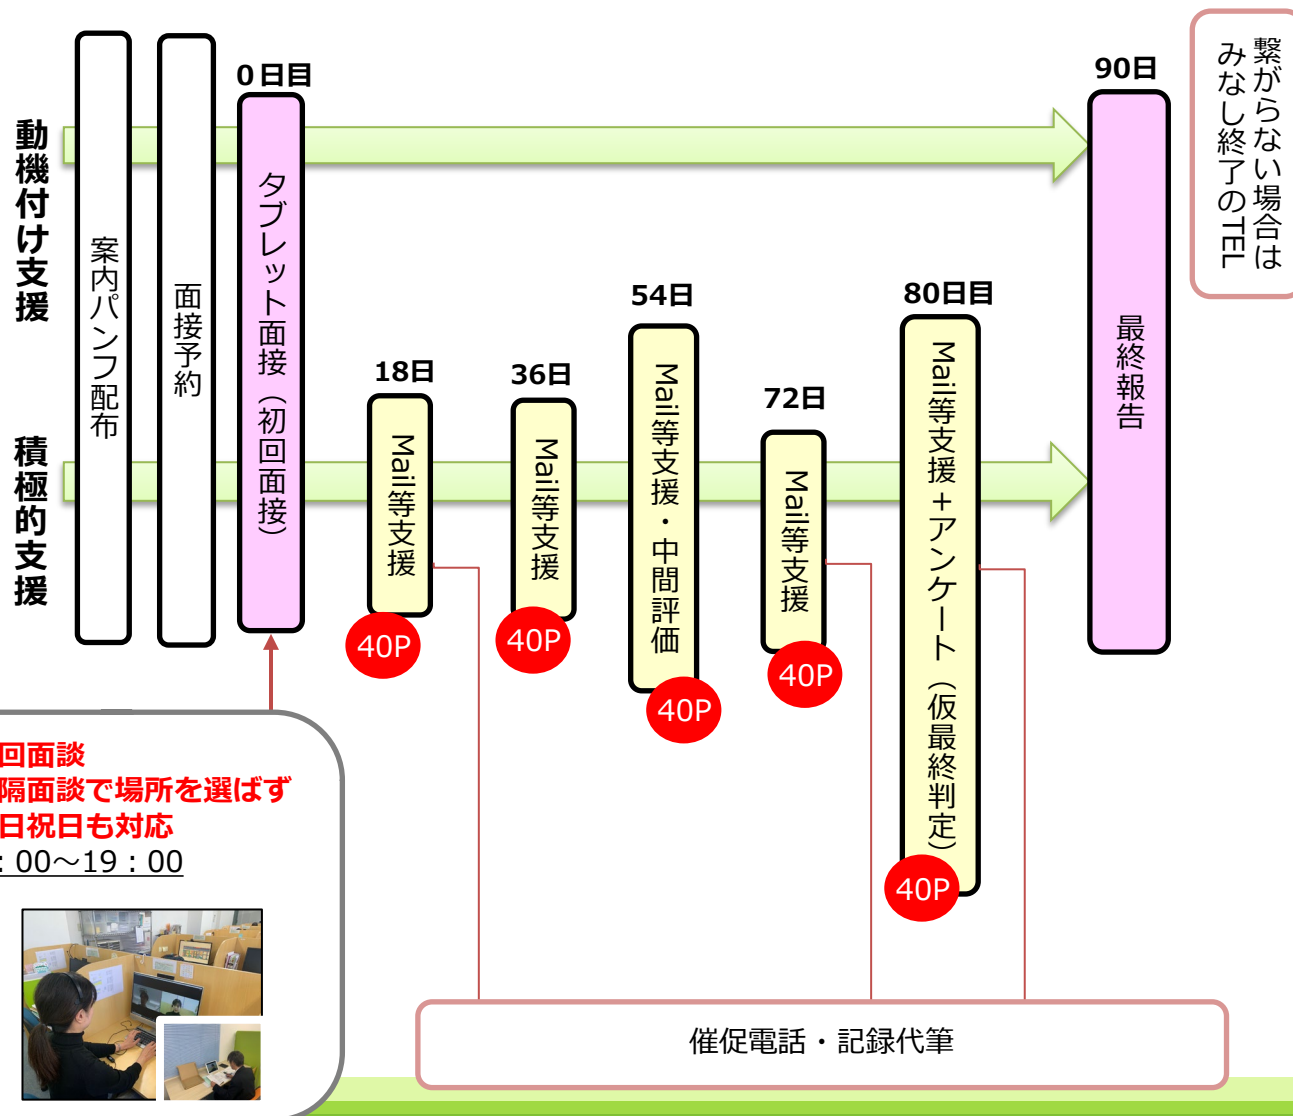 動機付け支援
積極的支援
案内パンフ配布
面接予約
0日目
タブレット面接（初回面接）
18日
Mail等支援
40P
36日
Mail等支援
40P
54日
Mail等支援・中間評価
40P
72日
Mail等支援
40P
80日目
Mail等支援＋アンケート（仮最終判定）
40P
90日
最終報告
繋がらない場合は
みなし終了のTEL
回面談
隔面談で場所を選ばず
日祝日も対応
：00～19：00
催促電話・記録代筆